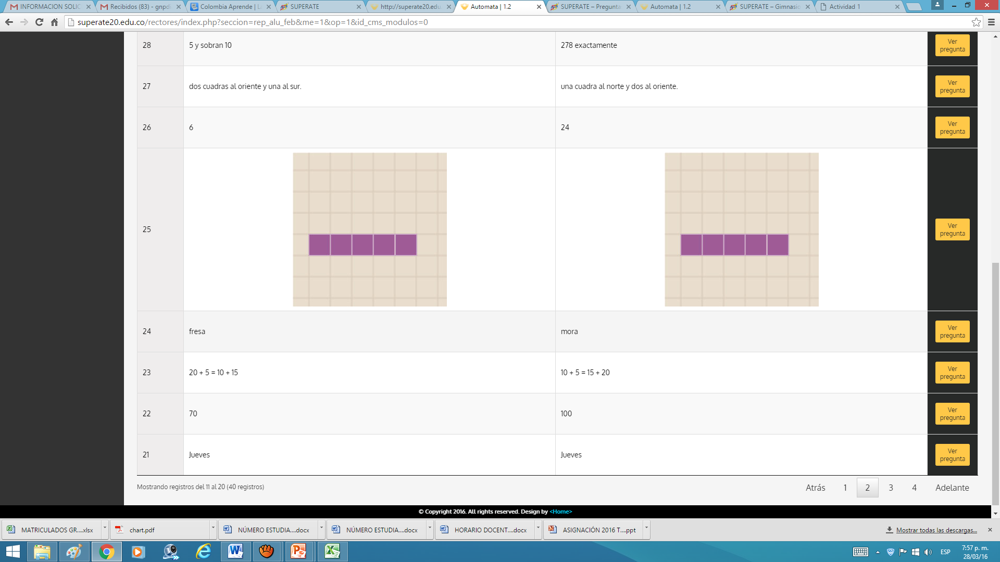 INFORMACION SOLIC
Recibidos (83) - gnpdi
Colombia Aprende | L
SUPERATE
http://superate20.edu
Automata | 1.2
SUPERATE – Pregunta
Automata | 1.2
SUPERATE – Gimnasio
Actividad 1
superate20.edu.co/rectores/index.php?seccion=rep_alu_feb&me=1&op=1&id_cms_modulos=0
28
5 y sobran 10
278 exactamente
Ver
pregunta
27
dos cuadras al oriente y una al sur.
una cuadra al norte y dos al oriente.
Ver
pregunta
26
6
24
Ver
pregunta
25
Ver
pregunta
24
fresa
mora
Ver
pregunta
23
20 + 5 = 10 + 15
10 + 5 = 15 + 20
Ver
pregunta
22
70
100
Ver
pregunta
21
Jueves
Jueves
Ver
pregunta
Mostrando registros del 11 al 20 (40 registros)
Atrás 1 2 3 4 Adelante
© Copyright 2016. All rights reserved. Design by <Home>
MATRICULADOS GR....xlsx
chart.pdf
NÚMERO ESTUDIA....docx
NÚMERO ESTUDIA....docx
HORARIO DOCENT....docx
ASIGNACIÓN 2016 T....ppt
Mostrar todas las descargas...
ESP
7:57 p. m.
28/03/16